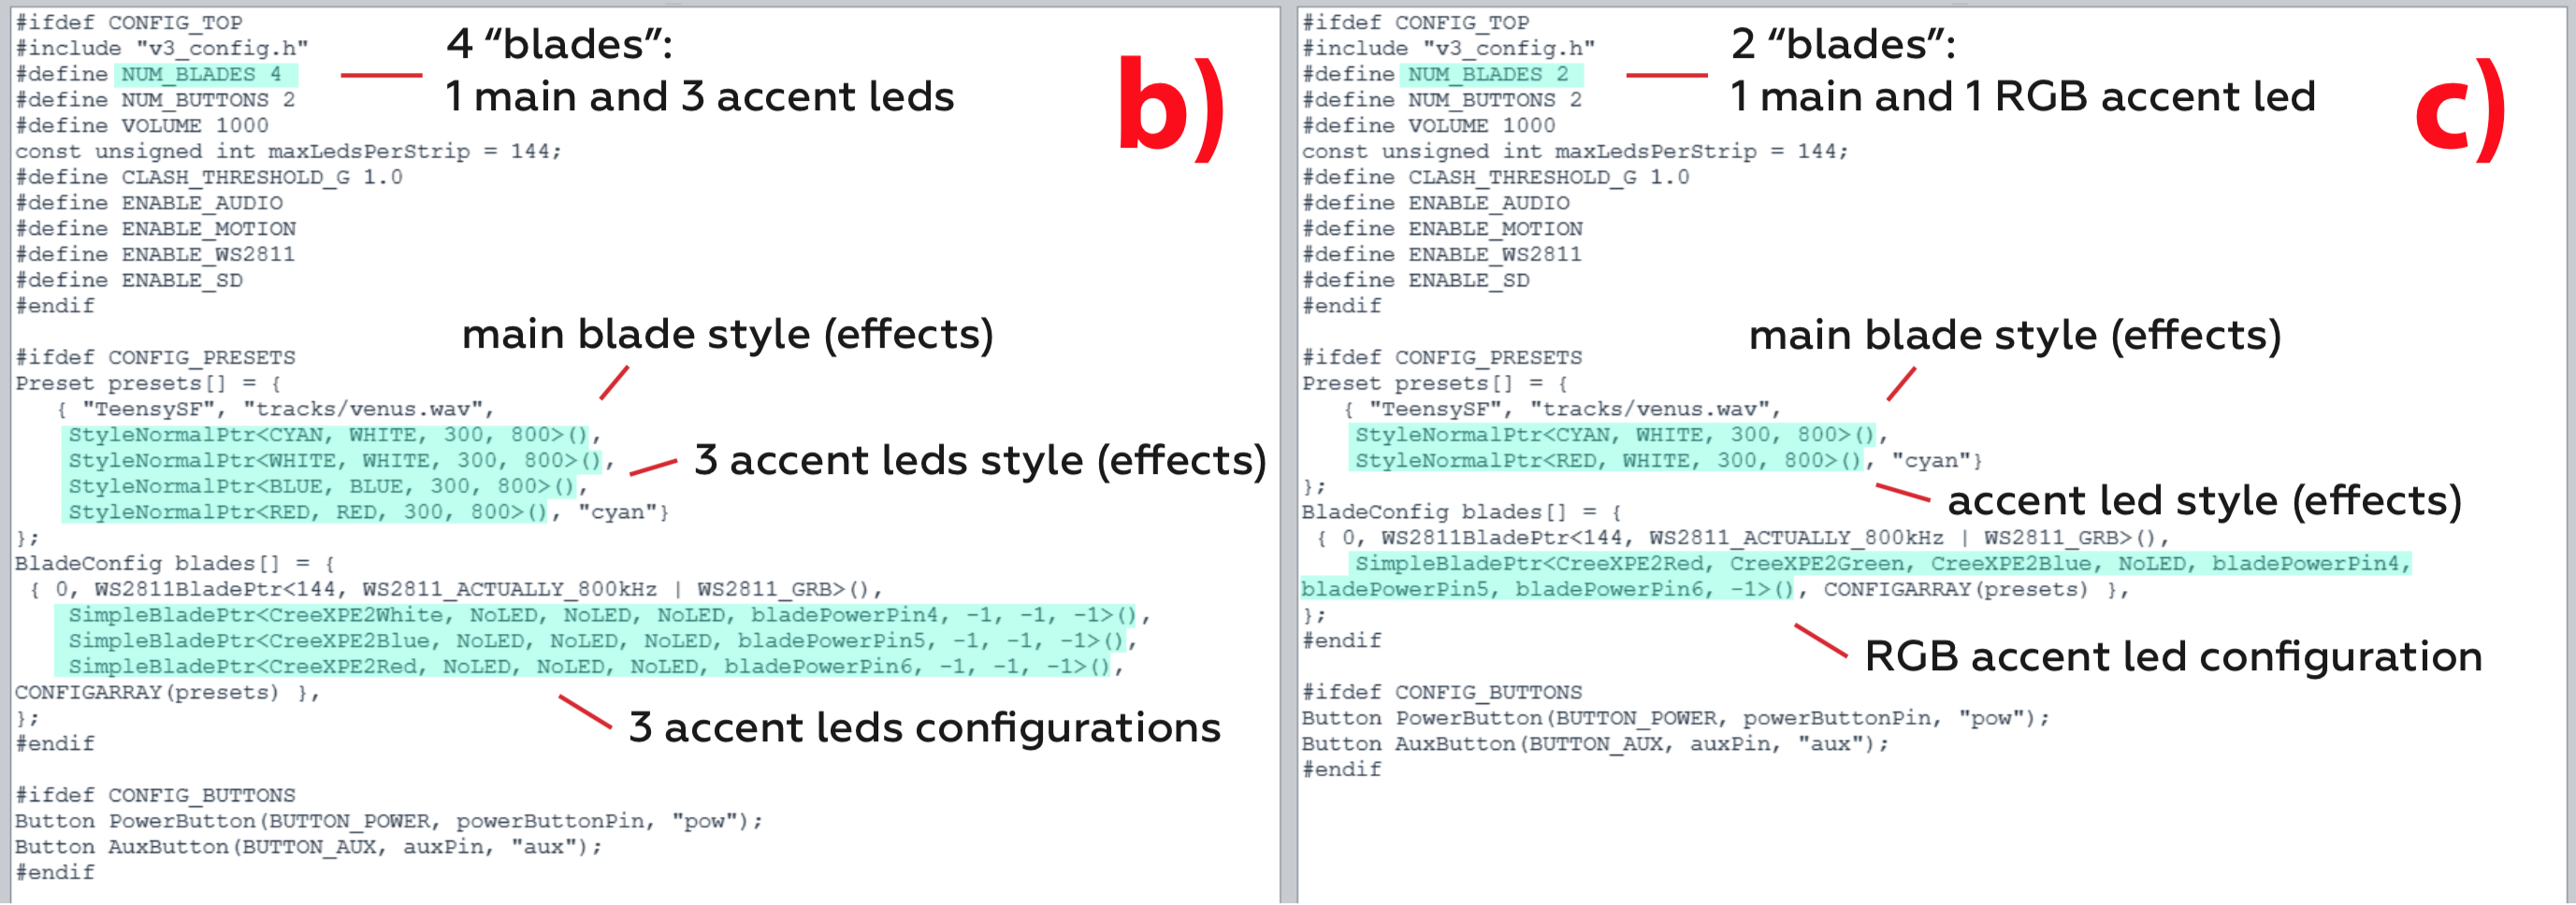 #ifdef CONFIG_TOP
#include "v3_config.h"
#define NUM_BLADES 4
#define NUM_BUTTONS 2
#define VOLUME 1000
const unsigned int maxLedsPerStrip = 144;
#define CLASH_THRESHOLD_G 1.0
#define ENABLE_AUDIO
#define ENABLE_MOTION
#define ENABLE_WS2811
#define ENABLE_SD
#endif
4 “blades”:
1 main and 3 accent leds
b)
main blade style (effects)
#ifdef CONFIG_PRESETS
Preset presets[] = {
{ "TeensySF", "tracks/venus.wav",
StyleNormalPtr<CYAN, WHITE, 300, 800>(),
StyleNormalPtr<WHITE, WHITE, 300, 800>(),
StyleNormalPtr<BLUE, BLUE, 300, 800>(),
StyleNormalPtr<RED, RED, 300, 800>(), "cyan"}
};
3 accent leds style (effects)
BladeConfig blades[] = {
{ 0, WS2811BladePtr<144, WS2811_ACTUALLY_800kHz | WS2811_GRB>(),
SimpleBladePtr<CreeXPE2White, NoLED, NoLED, NoLED, bladePowerPin4, -1, -1, -1>(),
SimpleBladePtr<CreeXPE2Blue, NoLED, NoLED, NoLED, bladePowerPin5, -1, -1, -1>(),
SimpleBladePtr<CreeXPE2Red, NoLED, NoLED, NoLED, bladePowerPin6, -1, -1, -1>(),
CONFIGARRAY(presets) },
};
#endif
3 accent leds configurations
#ifdef CONFIG_BUTTONS
Button PowerButton(BUTTON_POWER, powerButtonPin, "pow");
Button AuxButton(BUTTON_AUX, auxPin, "aux");
#endif
#ifdef CONFIG_TOP
#include "v3_config.h"
#define NUM_BLADES 2
#define NUM_BUTTONS 2
#define VOLUME 1000
const unsigned int maxLedsPerStrip = 144;
#define CLASH_THRESHOLD_G 1.0
#define ENABLE_AUDIO
#define ENABLE_MOTION
#define ENABLE_WS2811
#define ENABLE_SD
#endif
2 “blades”:
1 main and 1 RGB accent led
c)
main blade style (effects)
#ifdef CONFIG_PRESETS
Preset presets[] = {
{ "TeensySF", "tracks/venus.wav",
StyleNormalPtr<CYAN, WHITE, 300, 800>(),
StyleNormalPtr<RED, WHITE, 300, 800>(), "cyan"}
};
accent led style (effects)
BladeConfig blades[] = {
{ 0, WS2811BladePtr<144, WS2811_ACTUALLY_800kHz | WS2811_GRB>(),
SimpleBladePtr<CreeXPE2Red, CreeXPE2Green, CreeXPE2Blue, NoLED, bladePowerPin4,
bladePowerPin5, bladePowerPin6, -1>(), CONFIGARRAY(presets) },
};
#endif
RGB accent led configuration
#ifdef CONFIG_BUTTONS
Button PowerButton(BUTTON_POWER, powerButtonPin, "pow");
Button AuxButton(BUTTON_AUX, auxPin, "aux");
#endif